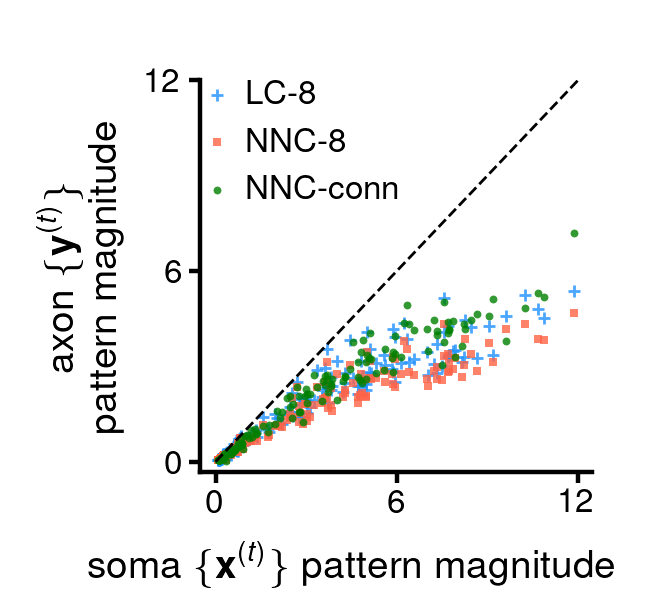 12
6
0
0 6 12
LC-8
NNC-8
NNC-conn
axon {y⁽ᵗ⁾}
pattern magnitude
soma {x⁽ᵗ⁾} pattern magnitude